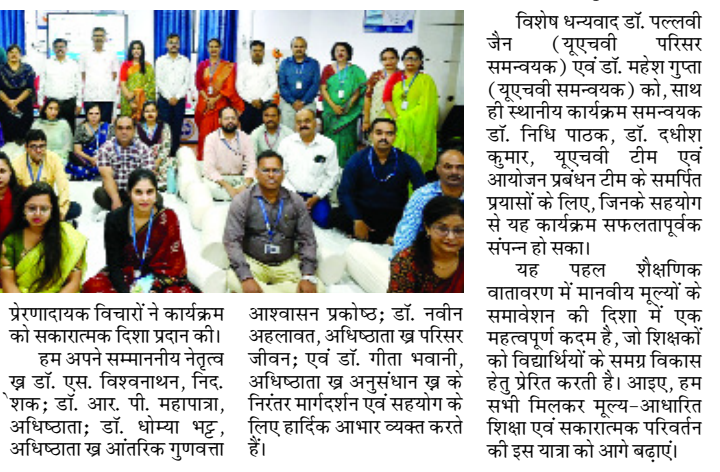 प्रेरणादायक विचारों ने कार्यक्रम
को सकारात्मक दिशा प्रदान की।
हम अपने सम्माननीय नेतृत्व
ख्र डॉ. एस. विश्वनाथन, निद.
ेशक; डॉ. आर. पी. महापात्रा,
अधिष्ठाता; डॉ. धोम्या भट्ट,
अधिष्ठाता ख्र आंतरिक गुणवत्ता
आश्वासन प्रकोष्ठ; डॉ. नवीन
अहलावत, अधिष्ठाता ख्र परिसर
जीवन; एवं डॉ. गीता भवानी,
अधिष्ठाता ख्र अनुसंधान ख्र के
निरंतर मार्गदर्शन एवं सहयोग के
लिए हार्दिक आभार व्यक्त करते
हैं।
विशेष धन्यवाद डॉ. पल्लवी
जैन (यूएचवी परिसर
समन्वयक) एवं डॉ. महेश गुप्ता
(यूएचवी समन्वयक) को, साथ
ही स्थानीय कार्यक्रम समन्वयक
डॉ. निधि पाठक, डॉ. दधीश
कुमार, यूएचवी टीम एवं
आयोजन प्रबंधन टीम के समर्पित
प्रयासों के लिए, जिनके सहयोग
से यह कार्यक्रम सफलतापूर्वक
संपन्न हो सका।
यह पहल शैक्षणिक
वातावरण में मानवीय मूल्यों के
समावेशन की दिशा में एक
महत्वपूर्ण कदम है, जो शिक्षकों
को विद्यार्थियों के समग्र विकास
हेतु प्रेरित करती है। आइए, हम
सभी मिलकर मूल्य-आधारित
शिक्षा एवं सकारात्मक परिवर्तन
की इस यात्रा को आगे बढ़ाएं।